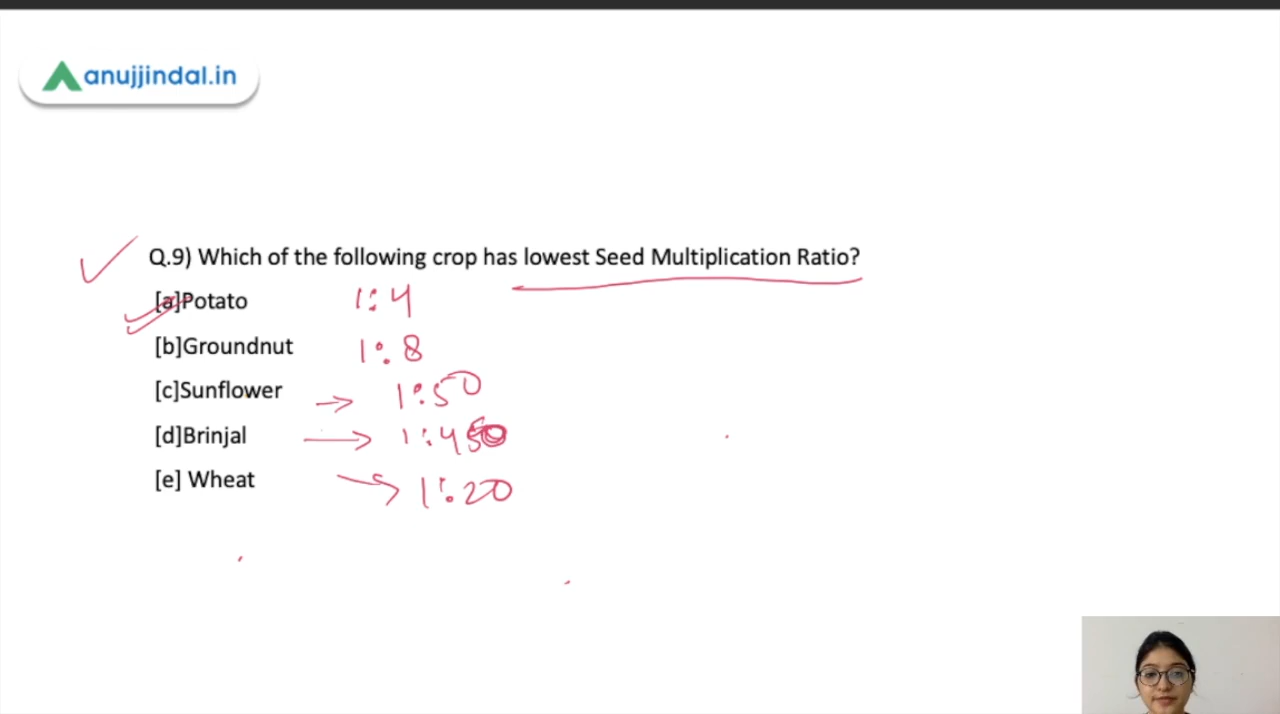 anujjindal.in
Q.9) Which of the following crop has lowest Seed Multiplication Ratio?
[a]Potato 1:4
[b]Groundnut 1:8
[c]Sunflower → 1:50
[d]Brinjal → 1:450
[e] Wheat → 1:20